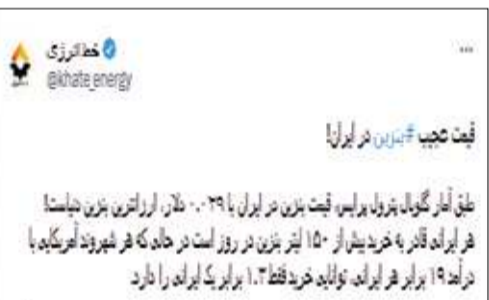 خط انرژی
@khate_energy
قیمت عجیب #بنزین در ایران!
طبق آمار گلوبال پترول پرایس، قیمت بنزین در ایران با ۰.۰۲۹ دلار، ارزانترین بنزین دنیاست!
هر ایرانی قادر به خرید بیش از ۱۵۰ لیتر بنزین در روز است در حالی که هر شهروند آمریکایی با
درآمد ۱۹ برابر هر ایرانی، توانایی خرید فقط ۱.۳ برابر یک ایرانی را دارد.